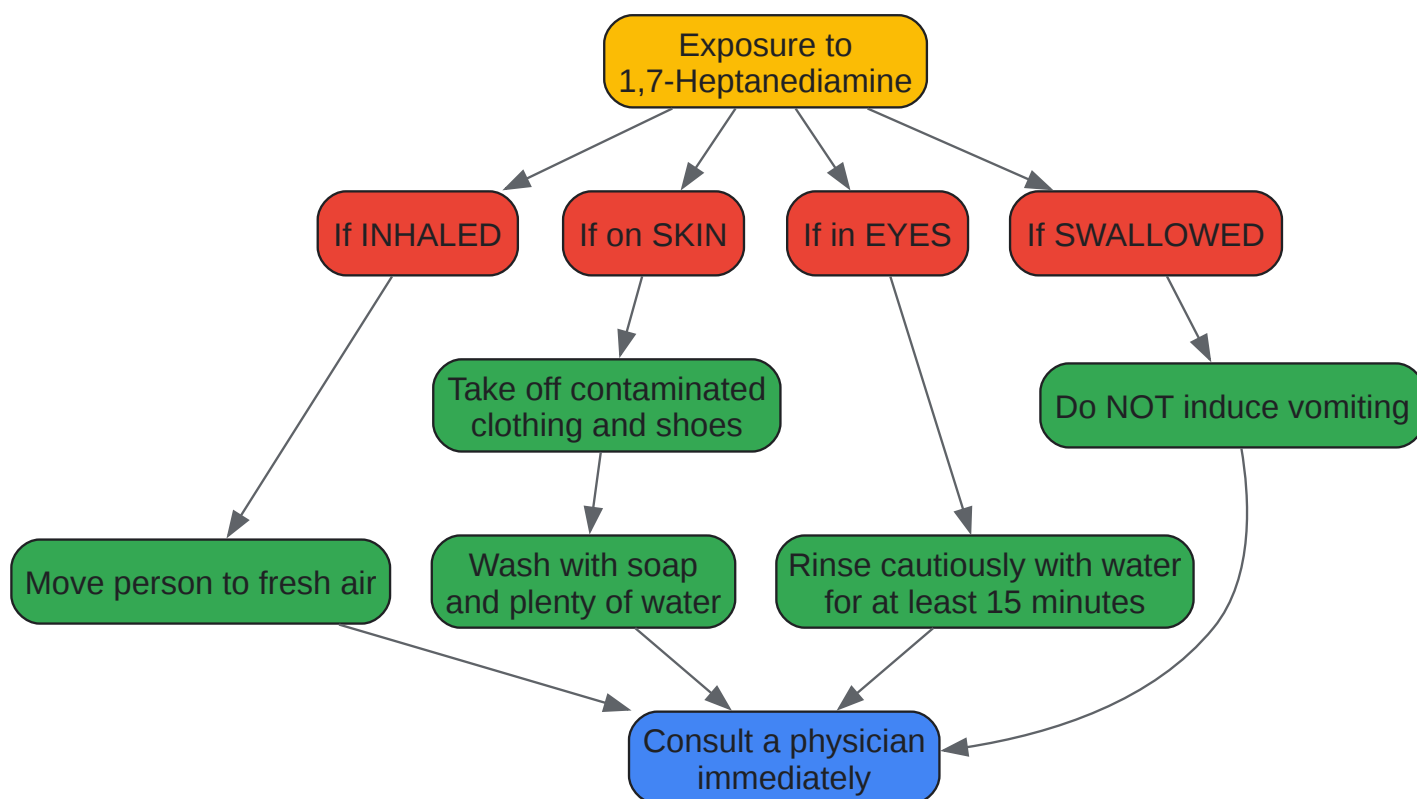 Exposure to
1,7-Heptanediamine
If INHALED
If on SKIN
If in EYES
If SWALLOWED
Take off contaminated
clothing and shoes
Do NOT induce vomiting
Move person to fresh air
Wash with soap
and plenty of water
Rinse cautiously with water
for at least 15 minutes
Consult a physician
immediately